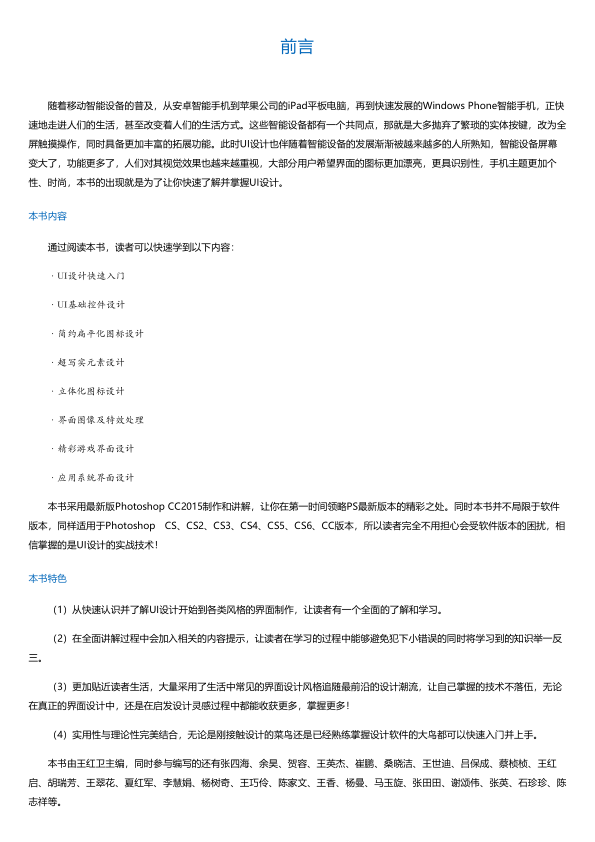 前言
随着移动智能设备的普及，从安卓智能手机到苹果公司的iPad平板电脑，再到快速发展的Windows Phone智能手机，正快
速地走进人们的生活，甚至改变着人们的生活方式。这些智能设备都有一个共同点，那就是大多抛弃了繁琐的实体按键，改为全
屏触摸操作，同时具备更加丰富的拓展功能。此时UI设计也伴随着智能设备的发展渐渐被越来越多的人所熟知，智能设备屏幕
变大了，功能更多了，人们对其视觉效果也越来越重视，大部分用户希望界面的图标更加漂亮，更具识别性，手机主题更加个
性、时尚，本书的出现就是为了让你快速了解并掌握UI设计。
本书内容
通过阅读本书，读者可以快速学到以下内容：
· UI设计快速入门
· UI基础控件设计
· 简约扁平化图标设计
· 超写实元素设计
· 立体化图标设计
· 界面图像及特效处理
· 精彩游戏界面设计
· 应用系统界面设计
本书采用最新版Photoshop CC2015制作和讲解，让你在第一时间领略PS最新版本的精彩之处。同时本书并不局限于软件
版本，同样适用于Photoshop CS、CS2、CS3、CS4、CS5、CS6、CC版本，所以读者完全不用担心会受软件版本的困扰，相
信掌握的是UI设计的实战技术！
本书特色
（1）从快速认识并了解UI设计开始到各类风格的界面制作，让读者有一个全面的了解和学习。
（2）在全面讲解过程中会加入相关的内容提示，让读者在学习的过程中能够避免犯下小错误的同时将学习到的知识举一反
三。
（3）更加贴近读者生活，大量采用了生活中常见的界面设计风格追随最前沿的设计潮流，让自己掌握的技术不落伍，无论
在真正的界面设计中，还是在启发设计灵感过程中都能收获更多，掌握更多！
（4）实用性与理论性完美结合，无论是刚接触设计的菜鸟还是已经熟练掌握设计软件的大鸟都可以快速入门并上手。
本书由王红卫主编，同时参与编写的还有张四海、余昊、贺容、王英杰、崔鹏、桑晓洁、王世迪、吕保成、蔡桢桢、王红
启、胡瑞芳、王翠花、夏红军、李慧娟、杨树奇、王巧伶、陈家文、王香、杨曼、马玉旋、张田田、谢颂伟、张英、石珍珍、陈
志祥等。